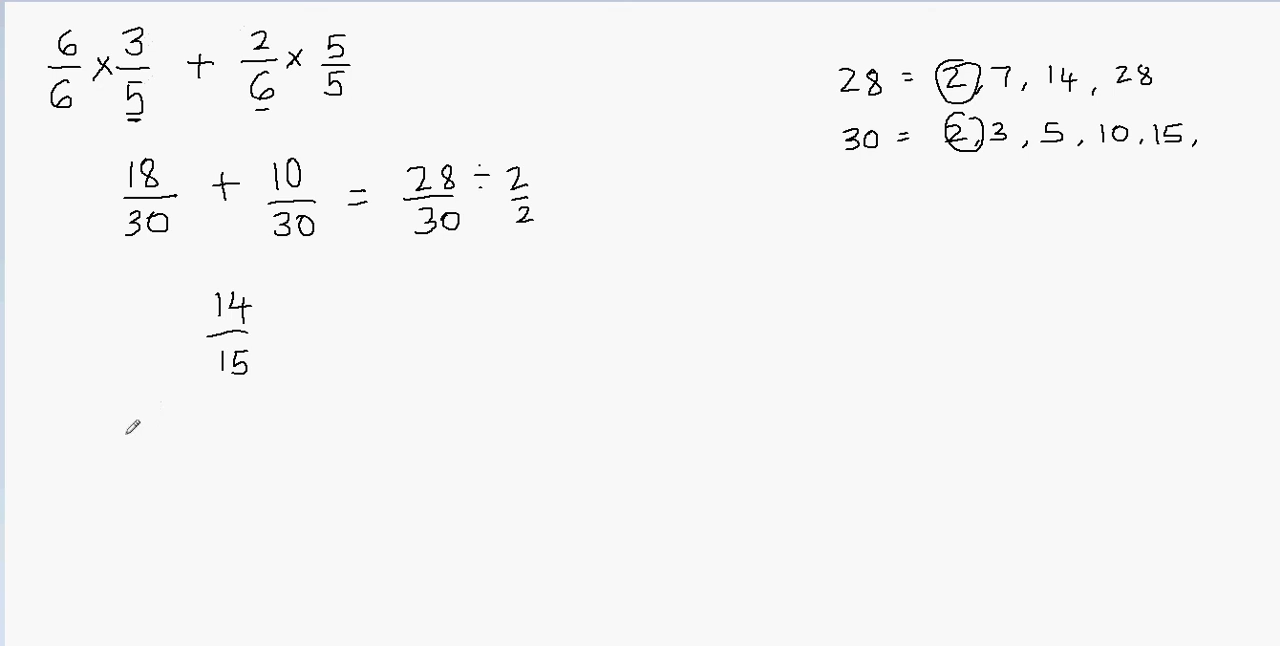 6/6 × 3/5 + 2/6 × 5/5
18/30 + 10/30 = 28/30 ÷ 2/2
14/15
28 = 2, 7, 14, 28
30 = 2, 3, 5, 10, 15,